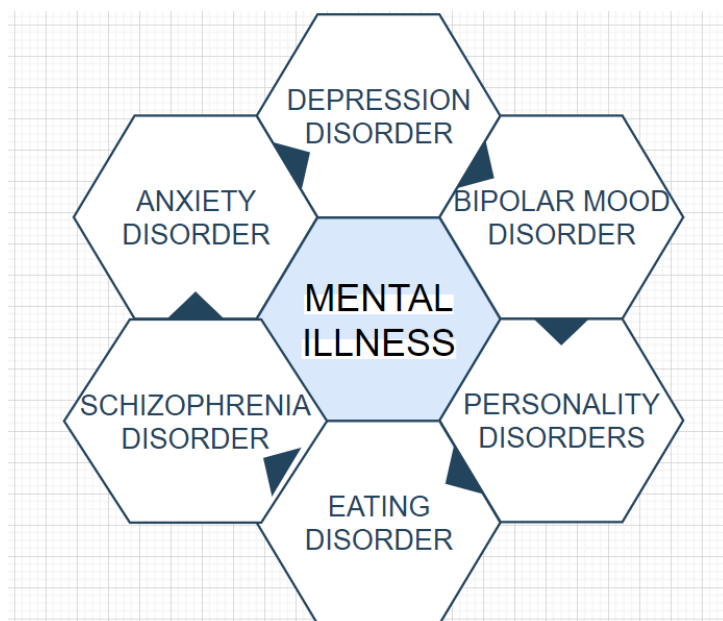 DEPRESSION
DISORDER
ANXIETY
DISORDER
BIPOLAR MOOD
DISORDER
MENTAL
ILLNESS
SCHIZOPHRENIA
DISORDER
PERSONALITY
DISORDERS
EATING
DISORDER